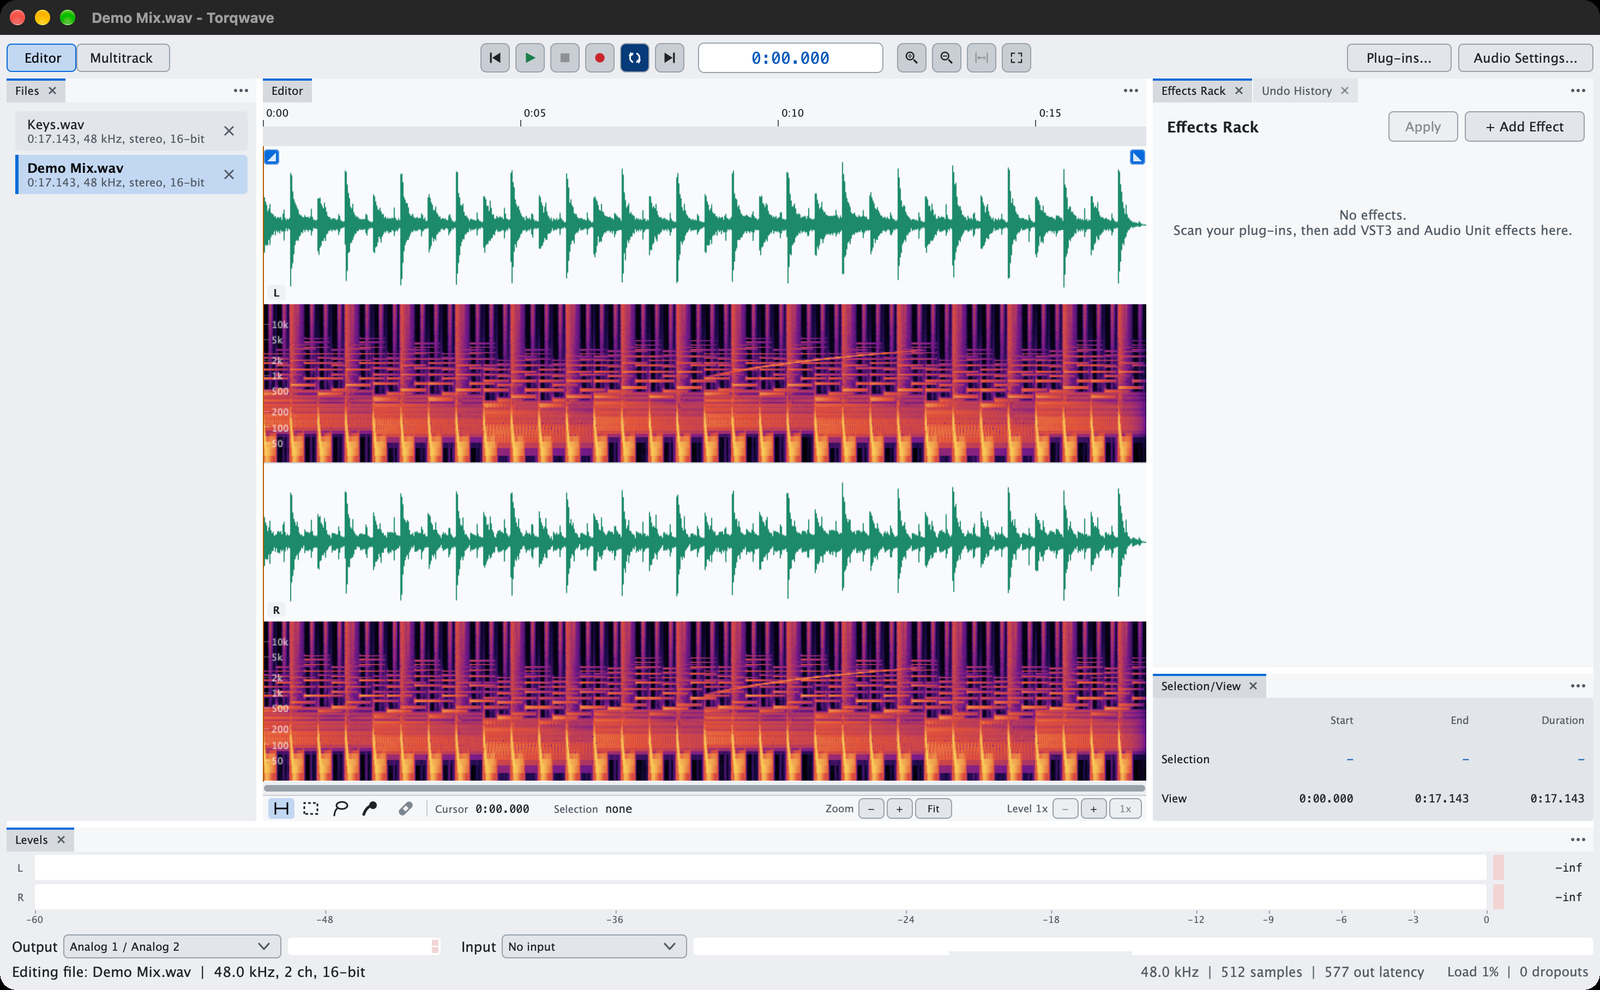 Demo Mix.wav - Torqwave
Editor
Multitrack
0:00.000
Plug-ins...
Audio Settings...
Files
Keys.wav
0:17.143, 48 kHz, stereo, 16-bit
Demo Mix.wav
0:17.143, 48 kHz, stereo, 16-bit
Editor
0:00
0:05
0:10
0:15
L
10k
5k
2k
1k
500
200
100
50
R
10k
5k
2k
1k
500
200
100
50
Cursor 0:00.000
Selection none
Zoom - + Fit
Level 1x - + 1x
Effects Rack
Undo History
Effects Rack
Apply
+ Add Effect
No effects.
Scan your plug-ins, then add VST3 and Audio Unit effects here.
Selection/View
Start End Duration
Selection – – –
View 0:00.000 0:17.143 0:17.143
Levels
L -inf
R -inf
-60 -48 -36 -24 -18 -12 -9 -6 -3 0
Output Analog 1 / Analog 2
Input No input
Editing file: Demo Mix.wav | 48.0 kHz, 2 ch, 16-bit
48.0 kHz | 512 samples | 577 out latency Load 1% | 0 dropouts